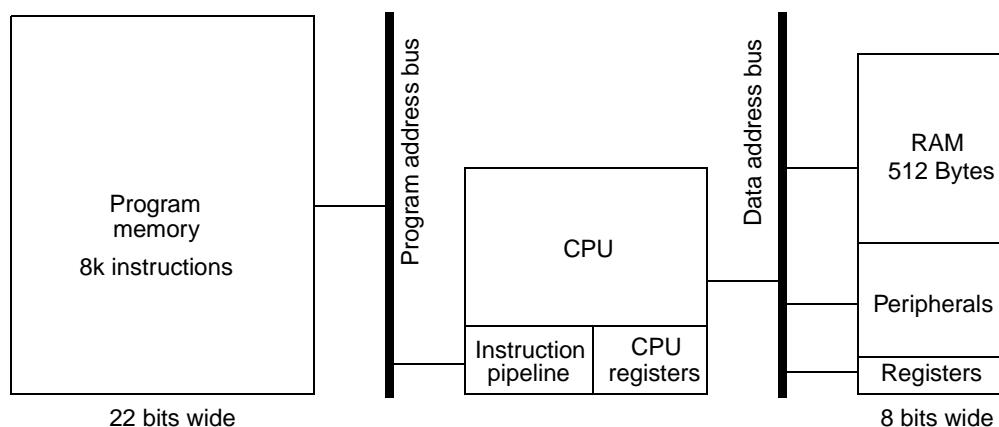 Program
memory
8k instructions
22 bits wide
Program address bus
CPU
Instruction
pipeline
CPU
registers
Data address bus
RAM
512 Bytes
Peripherals
Registers
8 bits wide